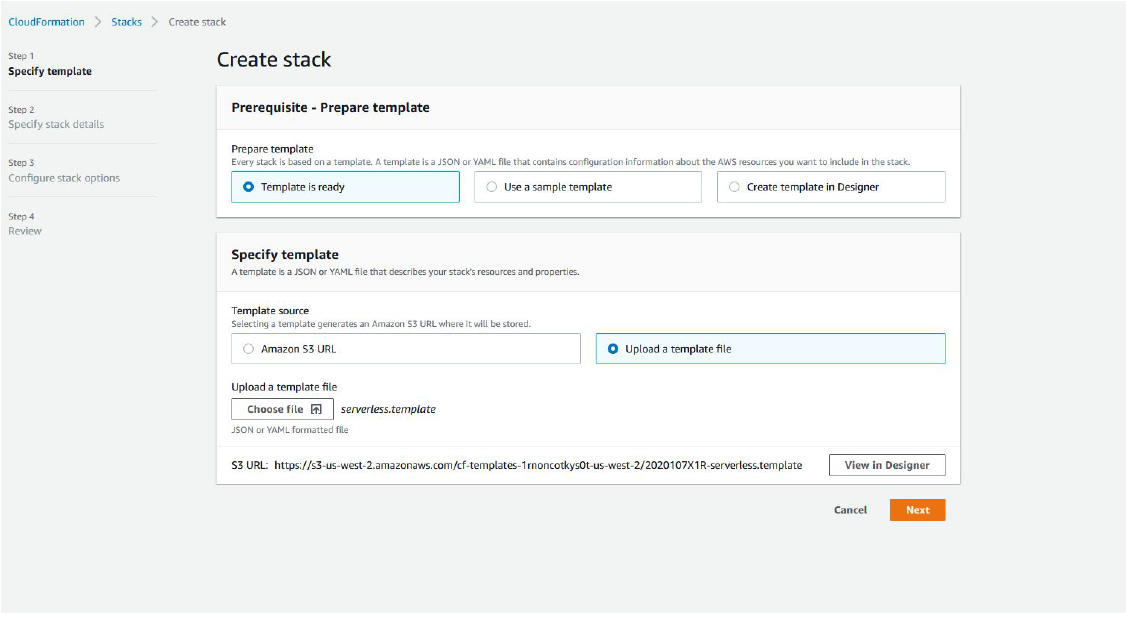 CloudFormation > Stacks > Create stack
Step 1
Specify template
Step 2
Specify stack details
Step 3
Configure stack options
Step 4
Review
Create stack
Prerequisite - Prepare template
Prepare template
Every stack is based on a template. A template is a JSON or YAML file that contains configuration information about the AWS resources you want to include in the stack.
Template is ready
Use a sample template
Create template in Designer
Specify template
A template is a JSON or YAML file that describes your stack's resources and properties.
Template source
Selecting a template generates an Amazon S3 URL where it will be stored.
Amazon S3 URL
Upload a template file
Upload a template file
Choose file serverless.template
JSON or YAML formatted file
S3 URL: https://s3-us-west-2.amazonaws.com/cf-templates-1rnoncotkys0t-us-west-2/2020107X1R-serverless.template
View in Designer
Cancel
Next